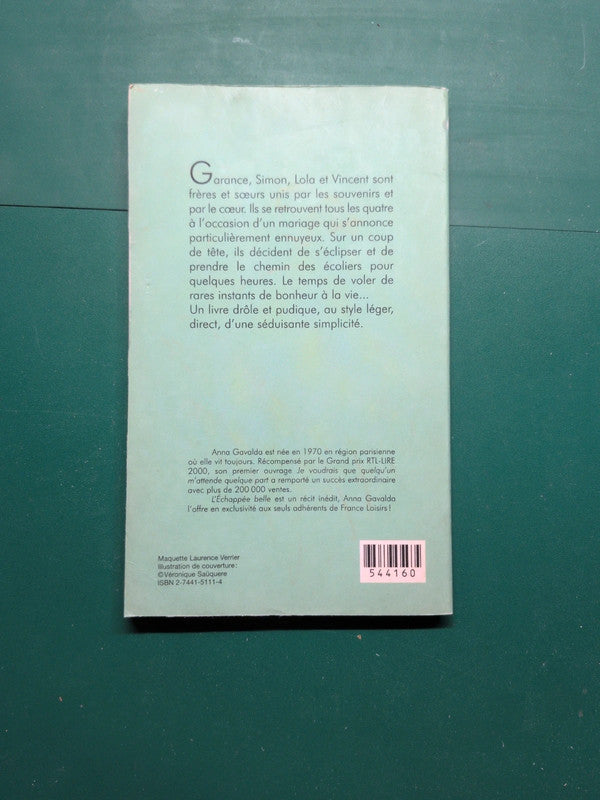 Garance, Simon, Lola et Vincent sont
frères et sœurs unis par les souvenirs et
par le cœur. Ils se retrouvent tous les quatre
à l'occasion d'un mariage qui s'annonce
particulièrement ennuyeux. Sur un coup
de tête, ils décident de s'éclipser et de
prendre le chemin des écoliers pour
quelques heures. Le temps de voler de
rares instants de bonheur à la vie...
Un livre drôle et pudique, au style léger,
direct, d'une séduisante simplicité.
Anna Gavalda est née en 1970 en région parisienne
où elle vit toujours. Récompensé par le Grand prix RTL-LIRE
2000, son premier ouvrage Je voudrais que quelqu'un
m'attende quelque part a remporté un succès extraordinaire
avec plus de 200 000 ventes.
L'Échappée belle est un récit inédit, Anna Gavalda
l'offre en exclusivité aux seuls adhérents de France Loisirs !
Maquette Laurence Verrier
Illustration de couverture :
©Véronique Saüquere
ISBN 2-7441-5111-4
544160